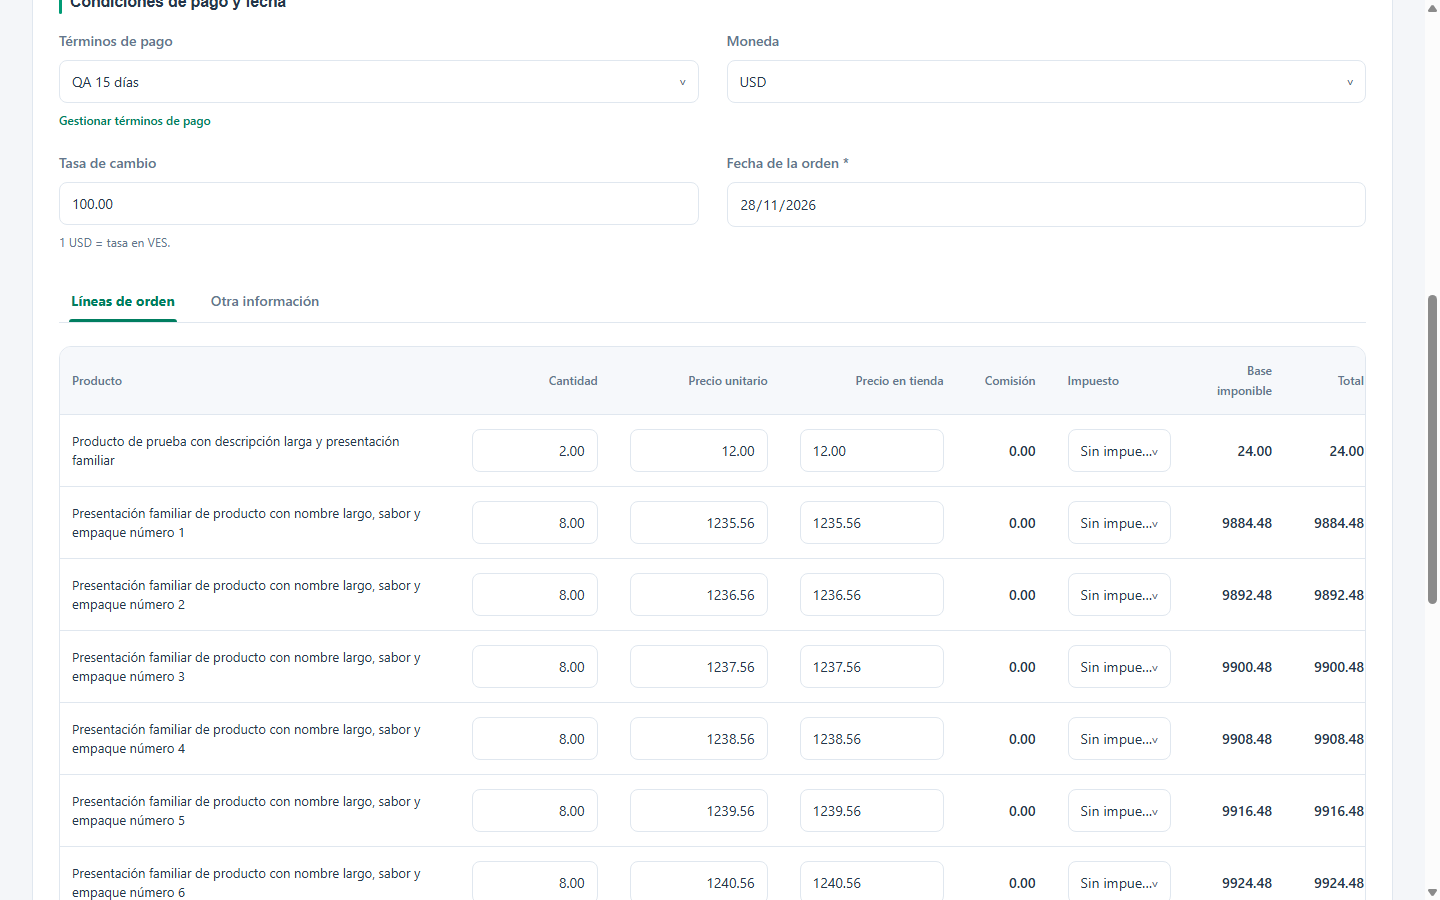 Condiciones de pago y fecha
Términos de pago
Moneda
QA 15 días
USD
Gestionar términos de pago
Tasa de cambio
Fecha de la orden *
100.00
28/11/2026
1 USD = tasa en VES.
Líneas de orden
Otra información
Producto Cantidad Precio unitario Precio en tienda Comisión Impuesto Base imponible Total
Producto de prueba con descripción larga y presentación
familiar
2.00 12.00 12.00 0.00 Sin impue... 24.00 24.00
Presentación familiar de producto con nombre largo, sabor y
empaque número 1
8.00 1235.56 1235.56 0.00 Sin impue... 9884.48 9884.48
Presentación familiar de producto con nombre largo, sabor y
empaque número 2
8.00 1236.56 1236.56 0.00 Sin impue... 9892.48 9892.48
Presentación familiar de producto con nombre largo, sabor y
empaque número 3
8.00 1237.56 1237.56 0.00 Sin impue... 9900.48 9900.48
Presentación familiar de producto con nombre largo, sabor y
empaque número 4
8.00 1238.56 1238.56 0.00 Sin impue... 9908.48 9908.48
Presentación familiar de producto con nombre largo, sabor y
empaque número 5
8.00 1239.56 1239.56 0.00 Sin impue... 9916.48 9916.48
Presentación familiar de producto con nombre largo, sabor y
empaque número 6
8.00 1240.56 1240.56 0.00 Sin impue... 9924.48 9924.48